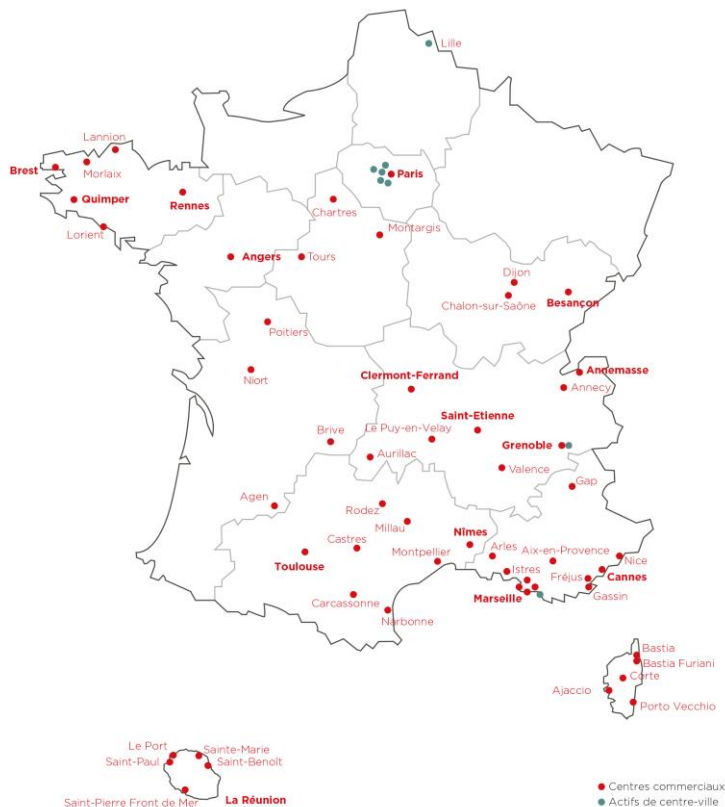 Lille
Lannion
Brest
Morlaix
Paris
Quimper
Rennes
Chartres
Lorient
Montargis
Angers
Tours
Dijon
Chalon-sur-Saône
Besançon
Poitiers
Clermont-Ferrand
Annemasse
Niort
Annecy
Saint-Etienne
Brive
Le Puy-en-Velay
Grenoble
Aurillac
Valence
Gap
Agen
Rodez
Millau
Nîmes
Castres
Arles
Aix-en-Provence
Nice
Toulouse
Montpellier
Istres
Fréjus
Cannes
Carcassonne
Marseille
Gassin
Narbonne
Bastia
Bastia Furiani
Corte
Ajaccio
Porto Vecchio
Le Port
Sainte-Marie
Saint-Paul
Saint-Benoît
Saint-Pierre Front de Mer
La Réunion
Centres commerciaux
Actifs de centre-ville